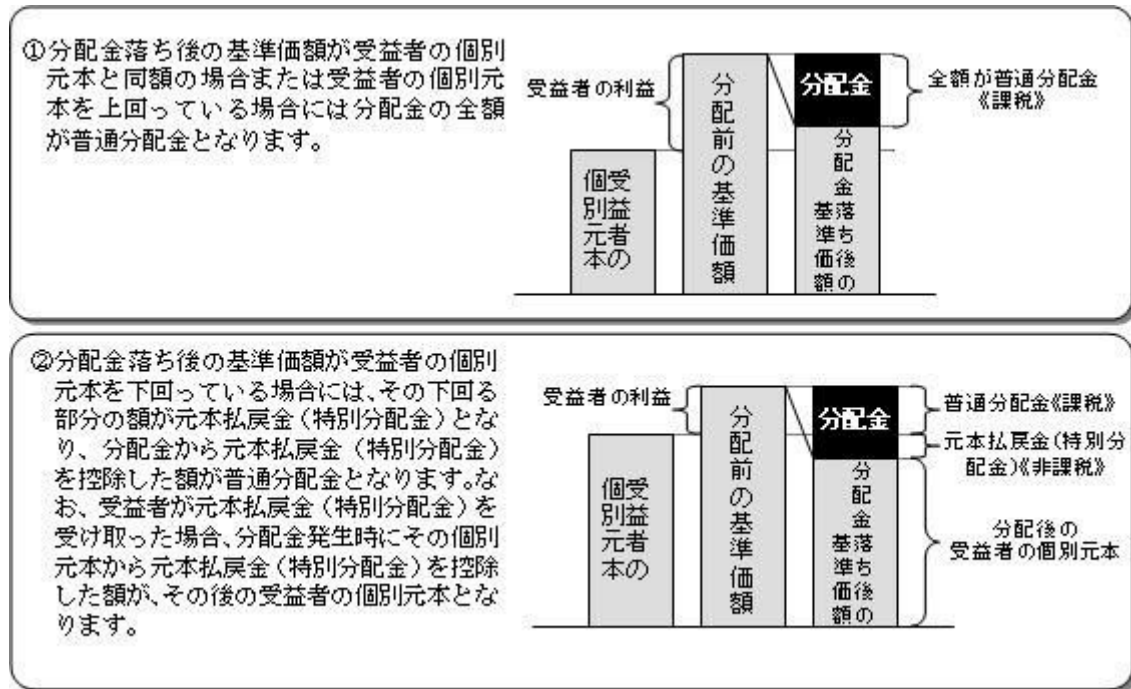 ①分配金落ち後の基準価額が受益者の個別
元本と同額の場合または受益者の個別元
本を上回っている場合には分配金の全額
が普通分配金となります。
受益者の利益
受益者の
個別元本
分配前の基準価額
分配金
分配金落ち後の
基準価額
全額が普通分配金
《課税》
②分配金落ち後の基準価額が受益者の個別
元本を下回っている場合には、その下回る
部分の額が元本払戻金(特別分配金)とな
り、分配金から元本払戻金(特別分配金)
を控除した額が普通分配金となります。な
お、受益者が元本払戻金(特別分配金)を
受け取った場合、分配金発生時にその個別
元本から元本払戻金(特別分配金)を控除
した額が、その後の受益者の個別元本とな
ります。
受益者の利益
受益者の
個別元本
分配前の基準価額
分配金
分配金落ち後の
基準価額
普通分配金《課税》
元本払戻金(特別分
配金)《非課税》
分配後の
受益者の個別元本